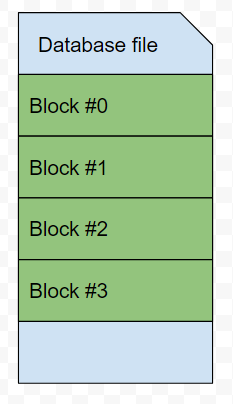 Database file
Block #0
Block #1
Block #2
Block #3